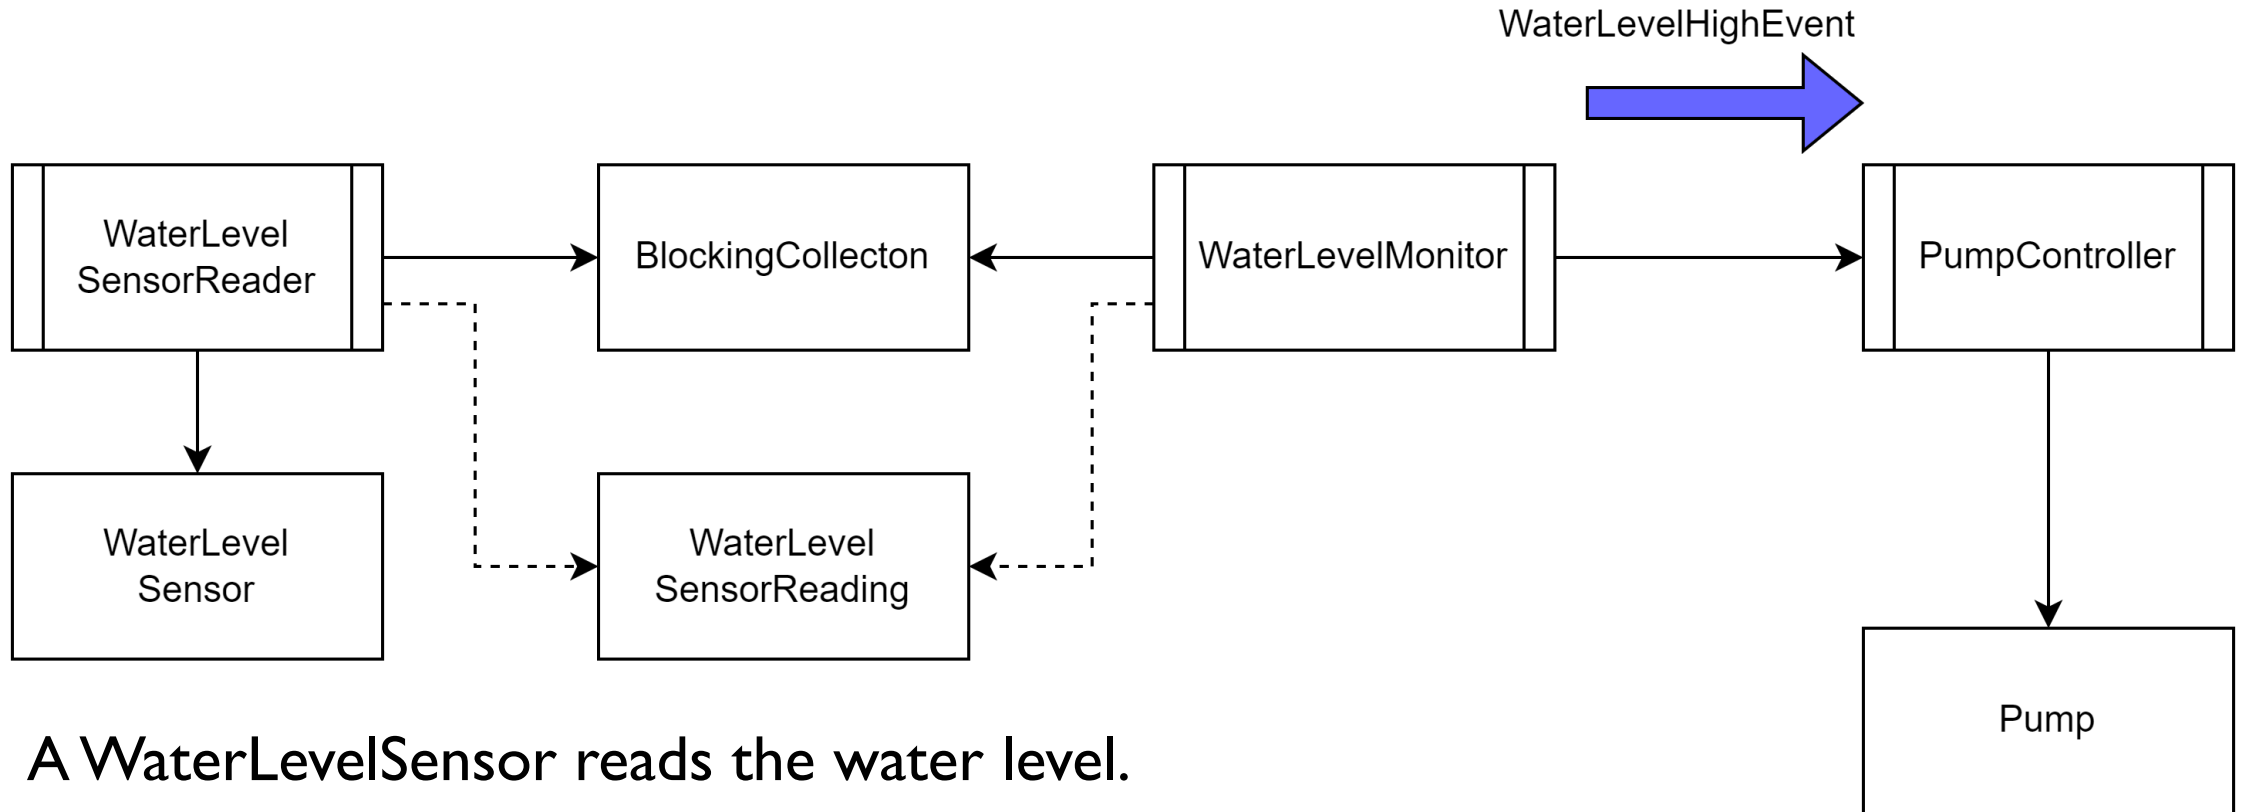 WaterLevelHighEvent
WaterLevel
SensorReader
BlockingCollecton
WaterLevelMonitor
PumpController
WaterLevel
Sensor
WaterLevel
SensorReading
Pump
A WaterLevelSensor reads the water level.